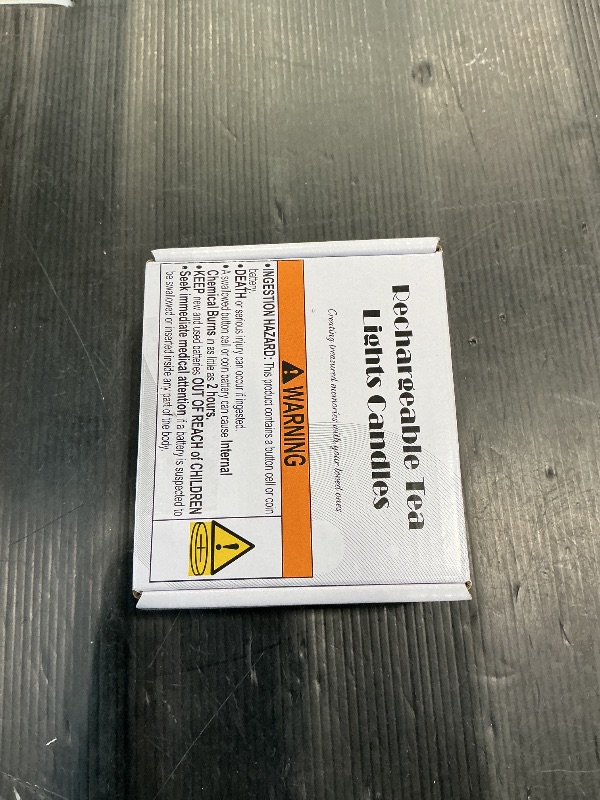 Rechargeable Tea
Lights Candles
Creating treasured memories with your loved ones
WARNING
• INGESTION HAZARD: This product contains a button cell or coin
battery.
• DEATH or serious injury can occur if ingested.
• A swallowed button cell or coin battery can cause Internal
Chemical Burns in as little as 2 hours.
• KEEP new and used batteries OUT OF REACH of CHILDREN
• Seek immediate medical attention if a battery is suspected to
be swallowed or inserted inside any part of the body.